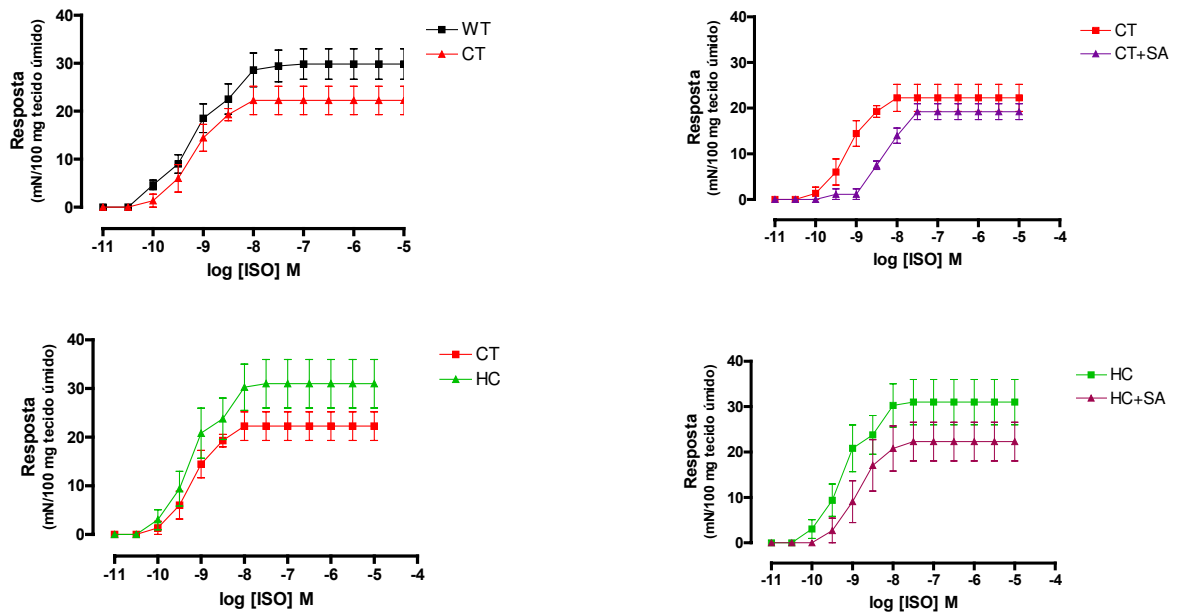 40
30
20
10
0
Resposta
(mN/100 mg tecido úmido)
-11 -10 -9 -8 -7 -6 -5
log [ISO] M
WT
CT
40
30
20
10
0
Resposta
(mN/100 mg tecido úmido)
-11 -10 -9 -8 -7 -6 -5 -4
log [ISO] M
CT
CT+SA
40
30
20
10
0
Resposta
(mN/100 mg tecido úmido)
-11 -10 -9 -8 -7 -6 -5 -4
log [ISO] M
CT
HC
40
30
20
10
0
Resposta
(mN/100 mg tecido úmido)
-11 -10 -9 -8 -7 -6 -5 -4
log [ISO] M
HC
HC+SA